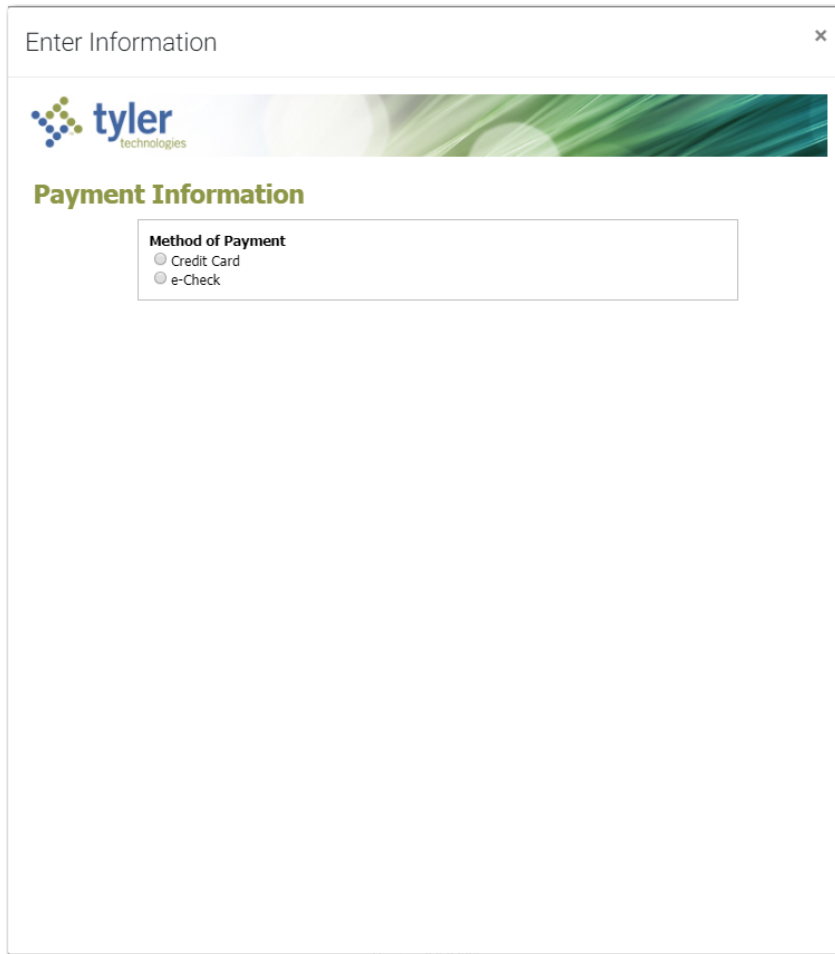 Enter Information
×
tyler
technologies
Payment Information
Method of Payment
Credit Card
e-Check